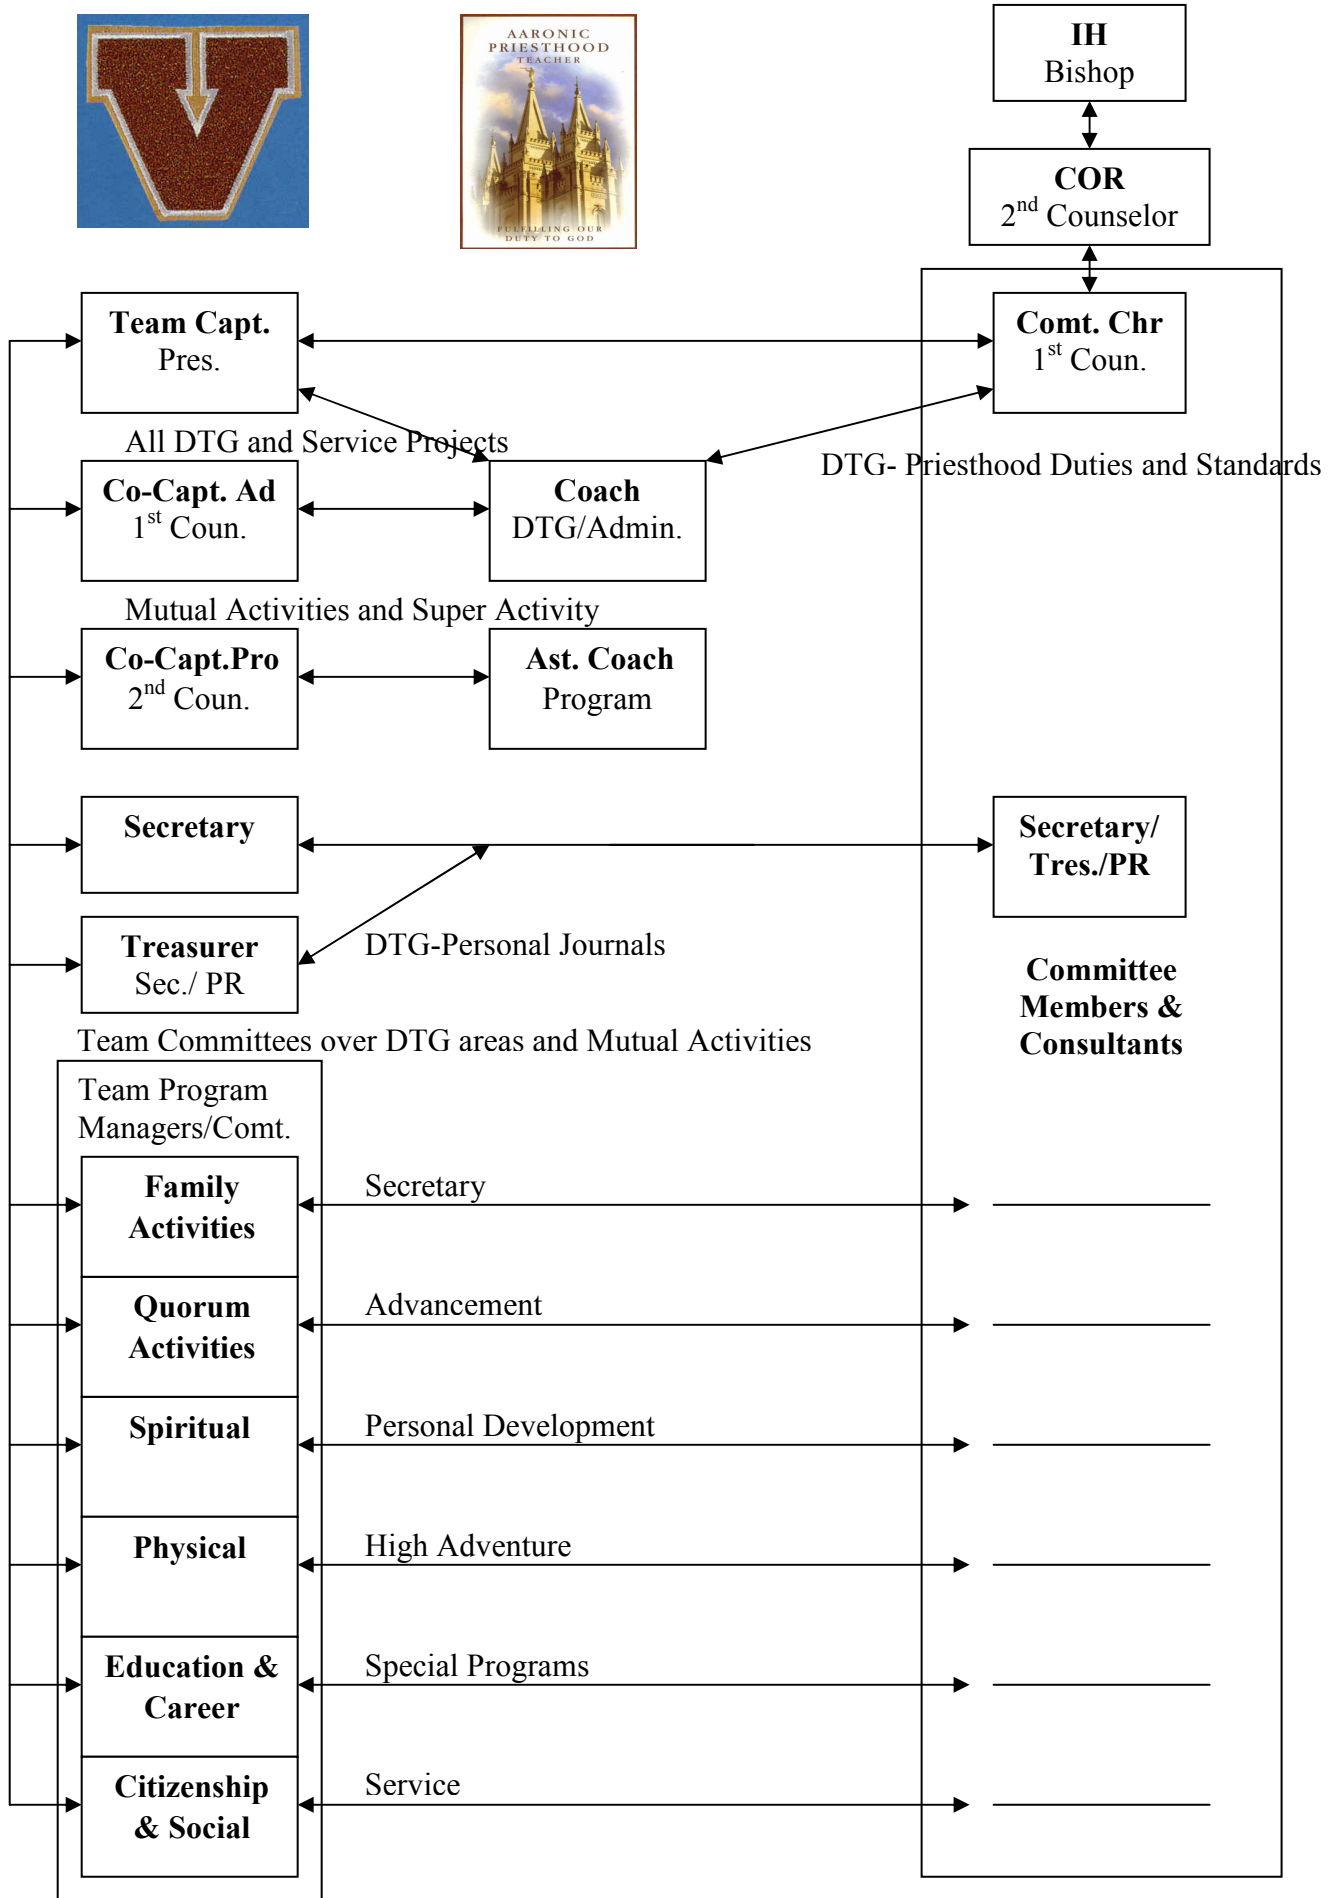 V
AARONIC
PRIESTHOOD
TEACHER
FULFILLING OUR
DUTY TO GOD
IH
Bishop
COR
2nd Counselor
Team Capt.
Pres.
Comt. Chr
1st Coun.
All DTG and Service Projects
DTG- Priesthood Duties and Standards
Co-Capt. Ad
1st Coun.
Coach
DTG/Admin.
Mutual Activities and Super Activity
Co-Capt.Pro
2nd Coun.
Ast. Coach
Program
Secretary
Secretary/
Tres./PR
Treasurer
Sec./ PR
DTG-Personal Journals
Committee
Members &
Consultants
Team Committees over DTG areas and Mutual Activities
Team Program
Managers/Comt.
Family
Activities
Secretary
Quorum
Activities
Advancement
Spiritual
Personal Development
Physical
High Adventure
Education &
Career
Special Programs
Citizenship
& Social
Service